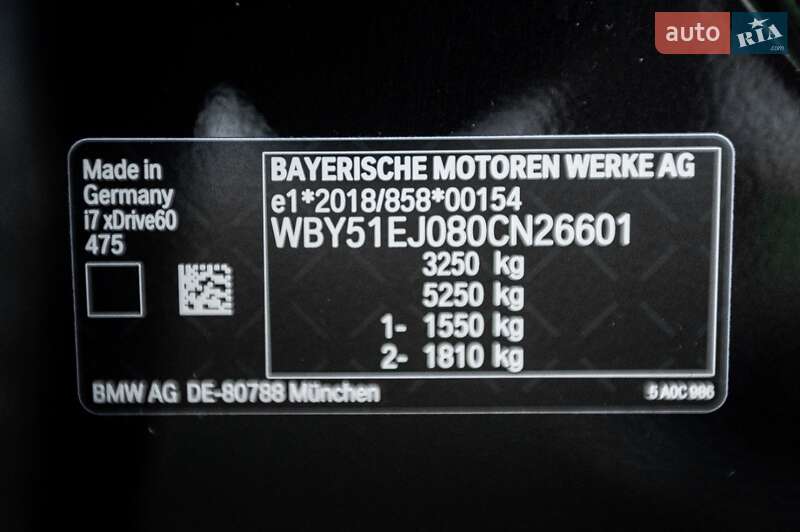 auto RIA .com
Made in
Germany
i7 xDrive60
475
BAYERISCHE MOTOREN WERKE AG
e1*2018/858*00154
WBY51EJ080CN26601
3250 kg
5250 kg
1- 1550 kg
2- 1810 kg
BMW AG DE-80788 München
5 A0C 986